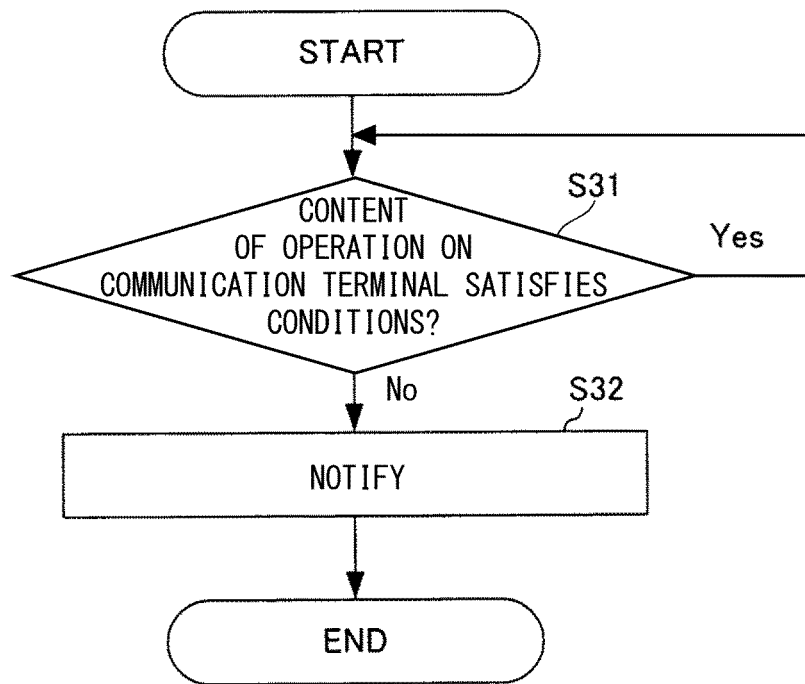 START
S31
CONTENT
OF OPERATION ON
COMMUNICATION TERMINAL SATISFIES
CONDITIONS?
Yes
No
S32
NOTIFY
END